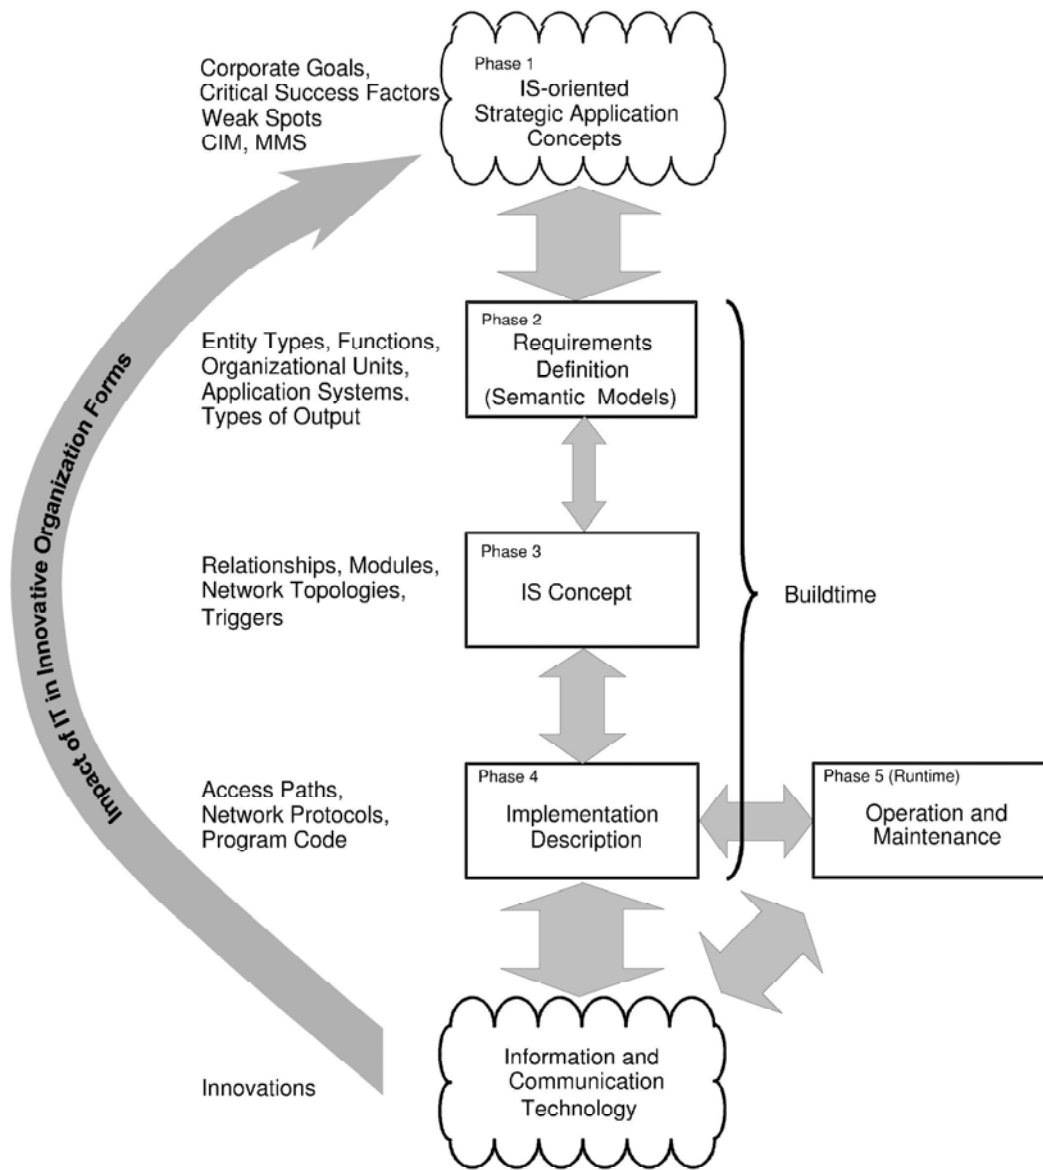 Corporate Goals,
Critical Success Factors
Weak Spots
CIM, MMS
Phase 1
IS-oriented
Strategic Application
Concepts
Entity Types, Functions,
Organizational Units,
Application Systems,
Types of Output
Phase 2
Requirements
Definition
(Semantic Models)
Impact of IT in Innovative Organization Forms
Relationships, Modules,
Network Topologies,
Triggers
Phase 3
IS Concept
Buildtime
Access Paths,
Network Protocols,
Program Code
Phase 4
Implementation
Description
Phase 5 (Runtime)
Operation and
Maintenance
Innovations
Information and
Communication
Technology